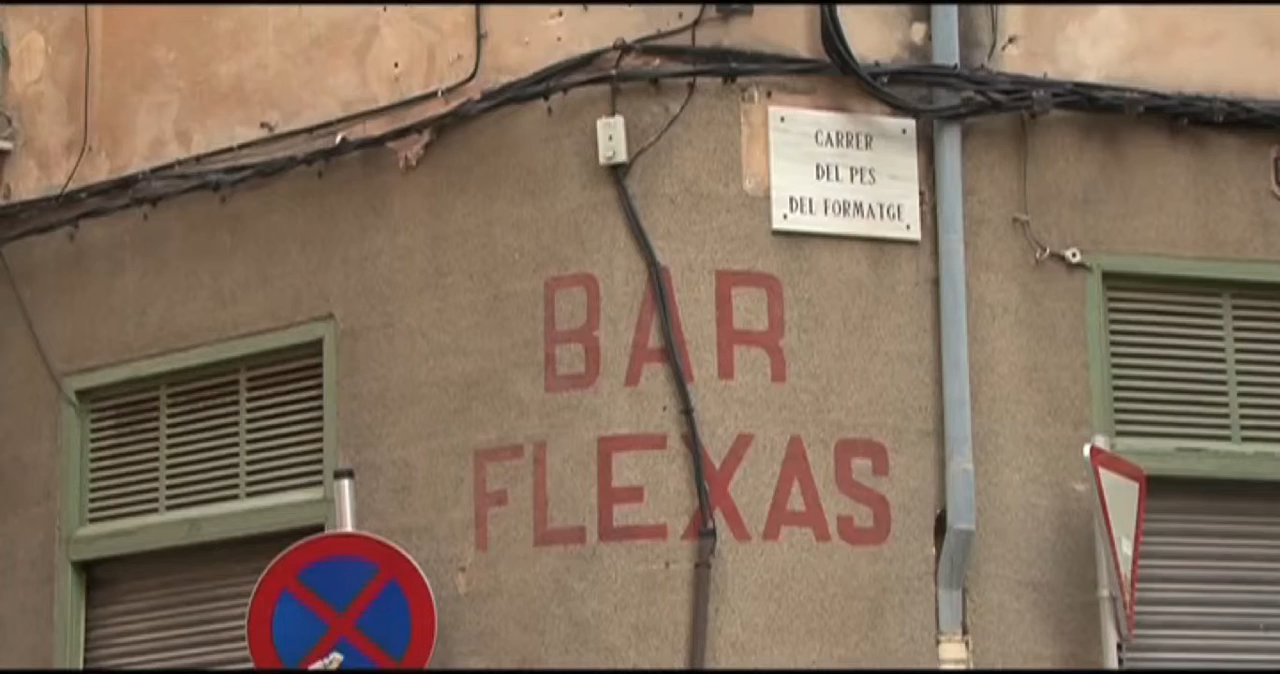 CARRER
DEL PES
DEL FORMATGE
BAR
FLEXAS